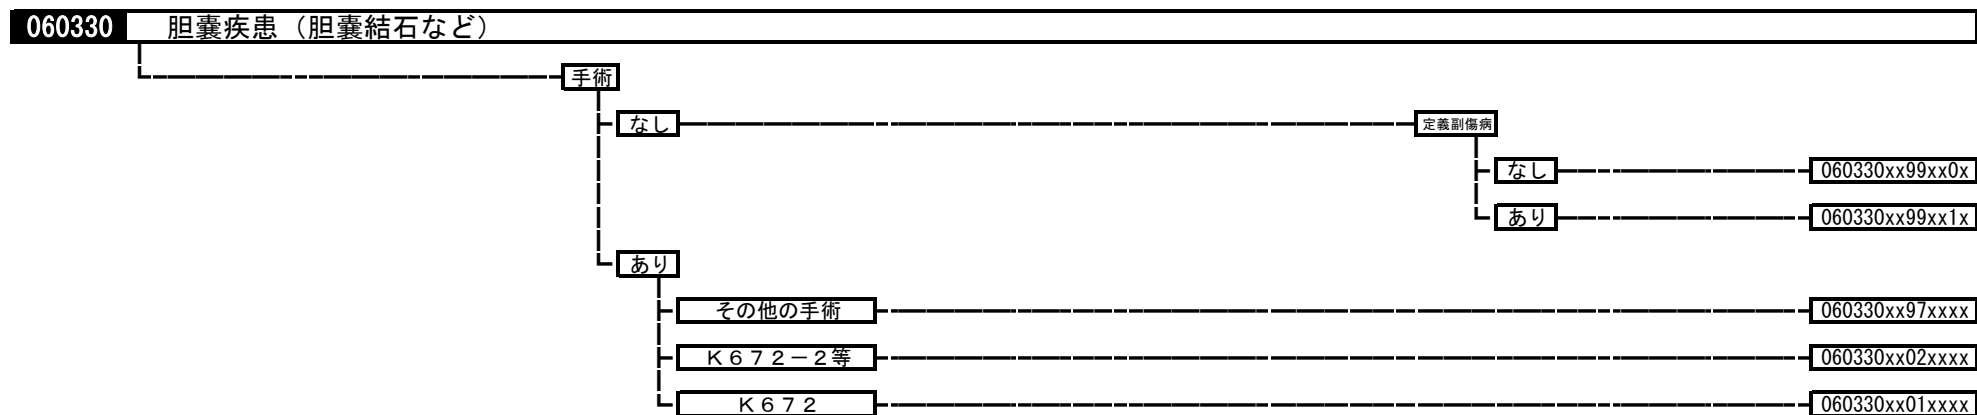 060330 胆嚢疾患（胆嚢結石など）
手術
なし 定義副傷病
なし 060330xx99xx0x
あり 060330xx99xx1x
あり
その他の手術 060330xx97xxxx
Ｋ６７２－２等 060330xx02xxxx
Ｋ６７２ 060330xx01xxxx